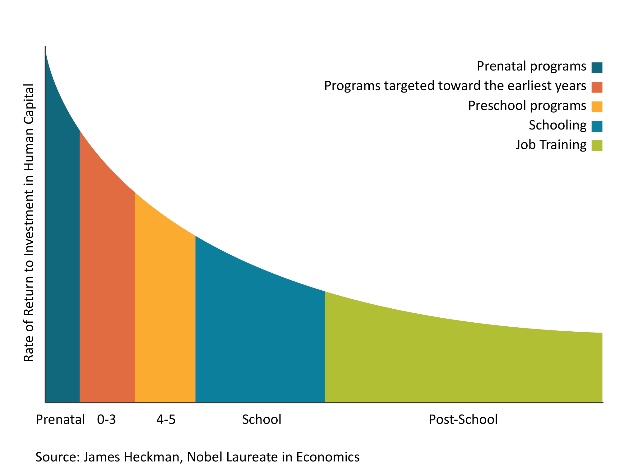 Rate of Return to Investment in Human Capital
Prenatal programs
Programs targeted toward the earliest years
Preschool programs
Schooling
Job Training
Prenatal 0-3 4-5 School Post-School
Source: James Heckman, Nobel Laureate in Economics